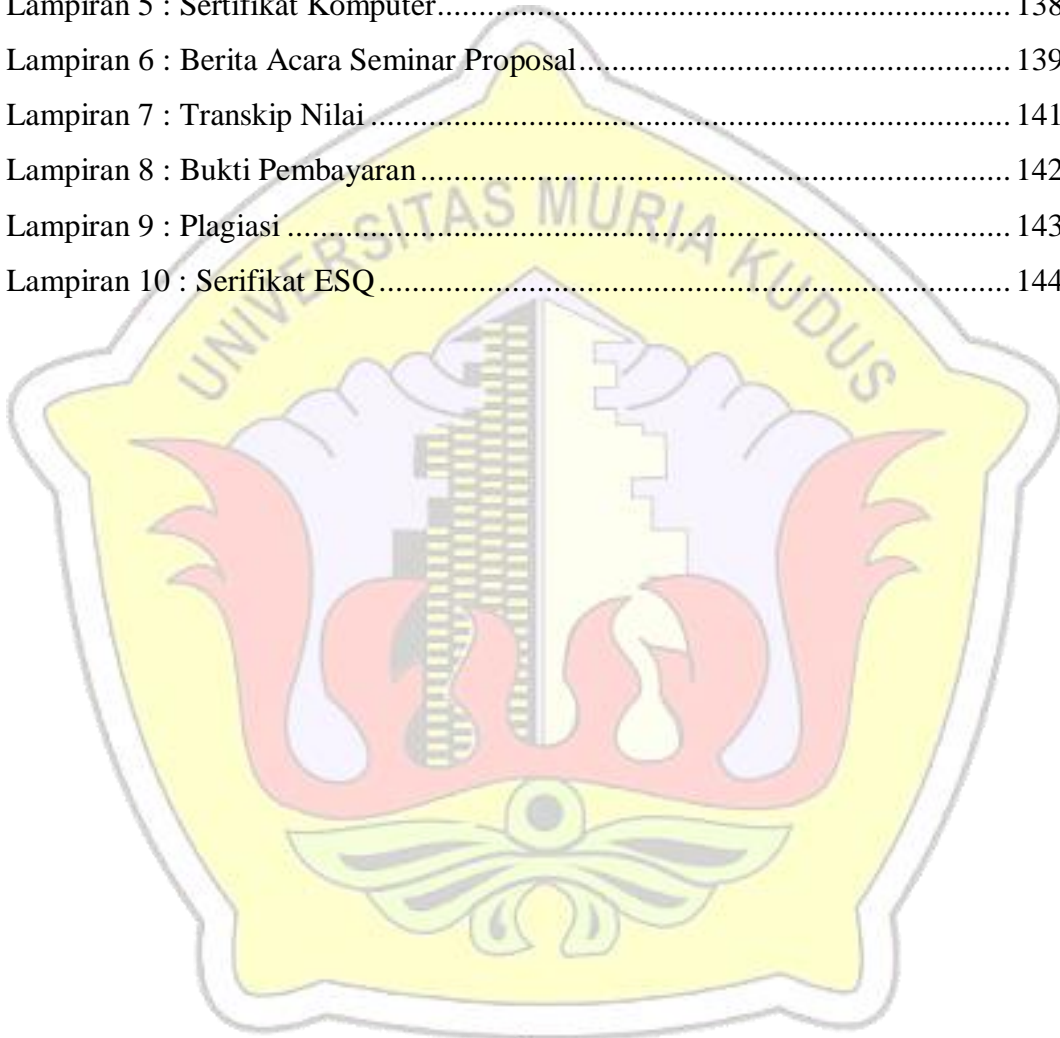 Lampiran 5 : Sertifikat Komputer........................................................................ 138
Lampiran 6 : Berita Acara Seminar Proposal...................................................... 139
Lampiran 7 : Transkip Nilai ................................................................................ 141
Lampiran 8 : Bukti Pembayaran.......................................................................... 142
Lampiran 9 : Plagiasi .......................................................................................... 143
Lampiran 10 : Serifikat ESQ............................................................................... 144
UNIVERSITAS MURIA KUDUS